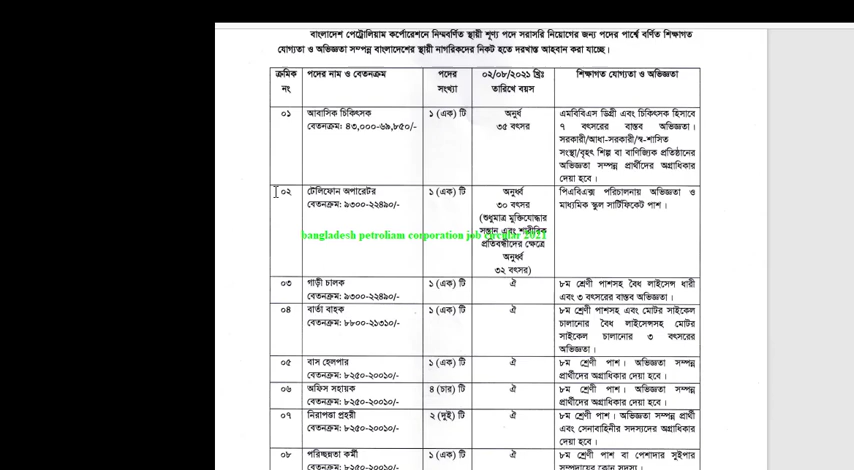 বাংলাদেশ পেট্রোলিয়াম কর্পোরেশনে নিম্নবর্ণিত স্থায়ী শূণ্য পদে সরাসরি নিয়োগের জন্য পদের পার্শ্বে বর্ণিত শিক্ষাগত
যোগ্যতা ও অভিজ্ঞতা সম্পন্ন বাংলাদেশের স্থায়ী নাগরিকদের নিকট হতে দরখাস্ত আহবান করা যাচ্ছে।
ক্রমিক নং পদের নাম ও বেতনক্রম পদের সংখ্যা ০২/০৮/২০২১ খ্রিঃ তারিখে বয়স শিক্ষাগত যোগ্যতা ও অভিজ্ঞতা
০১ আবাসিক চিকিৎসক ১ (এক) টি অনুর্ধ এমবিবিএস ডিগ্রী এবং চিকিৎসক হিসাবে
বেতনক্রম: ৪৩,০০০-৬৯,৮৫০/- ৩৫ বৎসর ৭ বৎসরের বাস্তব অভিজ্ঞতা।
সরকারী/আধা-সরকারী/স্ব-শাসিত
সংস্থা/বৃহৎ শিল্প বা বাণিজ্যিক প্রতিষ্ঠানের
অভিজ্ঞতা সম্পন্ন প্রার্থীদের অগ্রাধিকার
দেয়া হবে।
০২ টেলিফোন অপারেটর ১ (এক) টি অনুর্ধ্ব পিএবিএক্স পরিচালনায় অভিজ্ঞতা ও
বেতনক্রম: ৯৩০০-২২৪৯০/- ৩০ বৎসর মাধ্যমিক স্কুল সার্টিফিকেট পাশ।
(শুধুমাত্র মুক্তিযোদ্ধার
সন্তান এবং শারীরিক
bangladesh petroliam corporation job circular 2021
প্রতিবন্ধীদের ক্ষেত্রে
অনুর্ধ্ব
৩২ বৎসর)
০৩ গাড়ী চালক ১ (এক) টি ঐ ৮ম শ্রেণী পাশসহ বৈধ লাইসেন্স ধারী
বেতনক্রম: ৯৩০০-২২৪৯০/- এবং ৩ বৎসরের বাস্তব অভিজ্ঞতা।
০৪ বার্তা বাহক ১ (এক) টি ঐ ৮ম শ্রেণী পাশসহ এবং মোটর সাইকেল
বেতনক্রম: ৮৮০০-২১৩১০/- চালানোর বৈধ লাইসেন্সসহ মোটর
সাইকেল চালানোর ৩ বৎসরের
অভিজ্ঞতা।
০৫ বাস হেলপার ১ (এক) টি ঐ ৮ম শ্রেণী পাশ। অভিজ্ঞতা সম্পন্ন
বেতনক্রম: ৮২৫০-২০০১০/- প্রার্থীদের অগ্রাধিকার দেয়া হবে।
০৬ অফিস সহায়ক ৪ (চার) টি ঐ ৮ম শ্রেণী পাশ। অভিজ্ঞতা সম্পন্ন
বেতনক্রম: ৮২৫০-২০০১০/- প্রার্থীদের অগ্রাধিকার দেয়া হবে।
০৭ নিরাপত্তা প্রহরী ২ (দুই) টি ঐ ৮ম শ্রেণী পাশ। অভিজ্ঞতা সম্পন্ন প্রার্থী
বেতনক্রম: ৮২৫০-২০০১০/- এবং সেনাবাহিনীর সদস্যদের অগ্রাধিকার
দেয়া হবে।
০৮ পরিচ্ছন্নতা কর্মী ১ (এক) টি ঐ ৮ম শ্রেণী পাশ বা পেশাদার সুইপার
বেতনক্রম: ৮২৫০-২০০১০/- সম্প্রদায়ের কোন সদস্য।